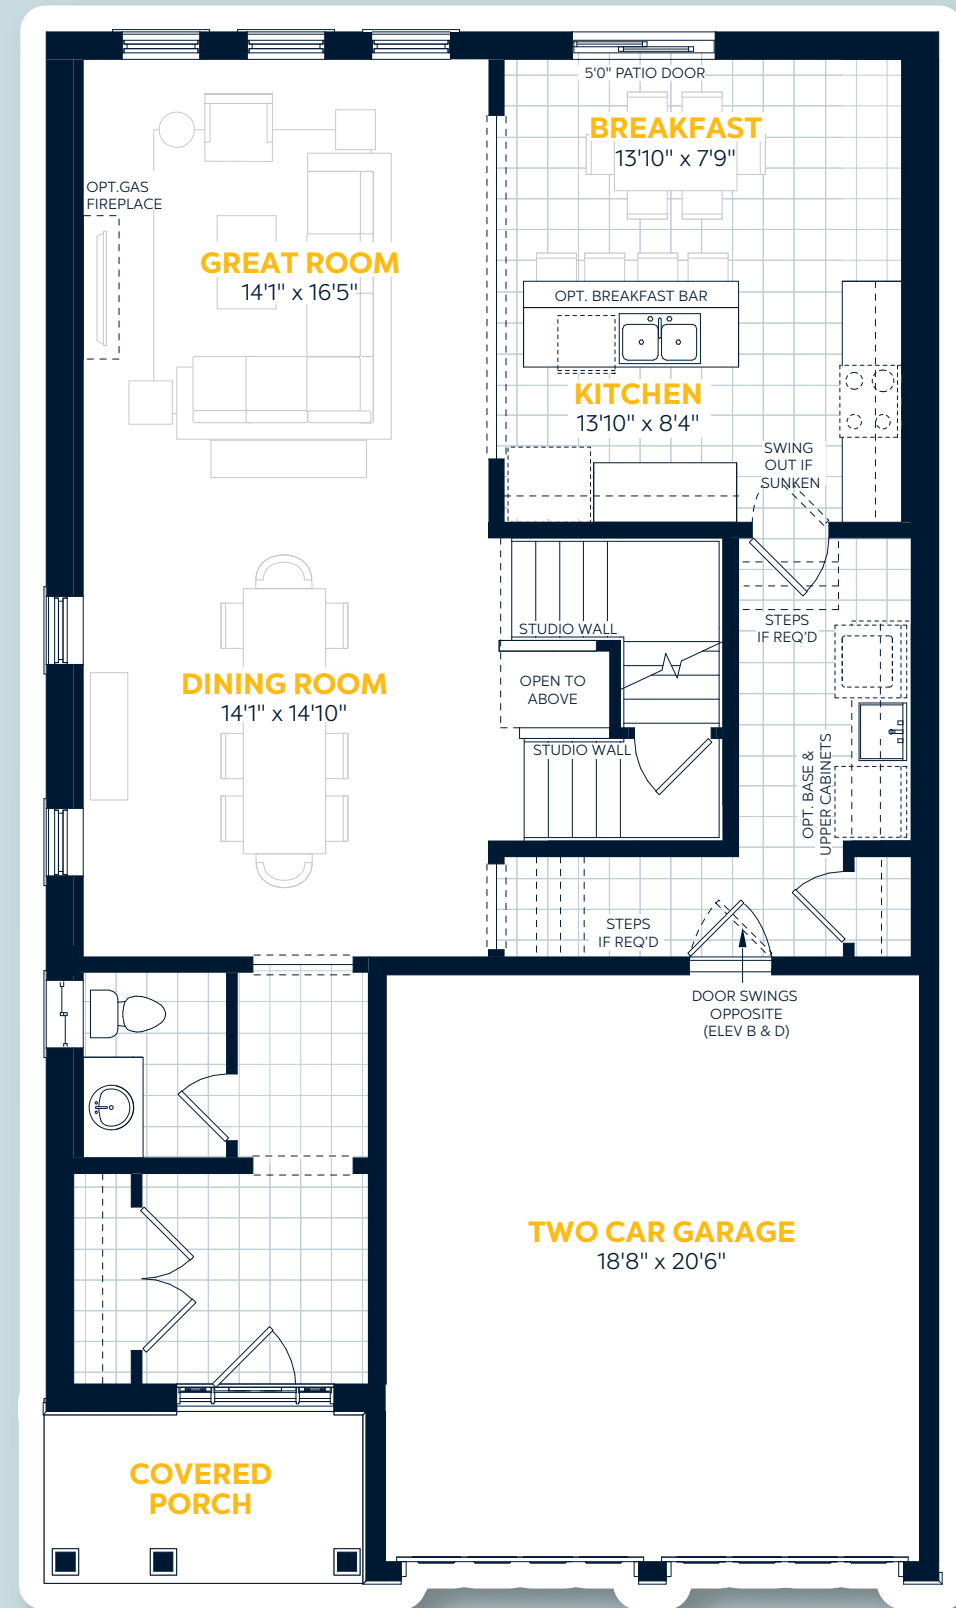 5'0" PATIO DOOR
BREAKFAST
13'10" x 7'9"
OPT.GAS
FIREPLACE
GREAT ROOM
14'1" x 16'5"
OPT. BREAKFAST BAR
KITCHEN
13'10" x 8'4"
SWING
OUT IF
SUNKEN
STUDIO WALL
STEPS
IF REQ'D
OPEN TO
ABOVE
DINING ROOM
14'1" x 14'10"
STUDIO WALL
OPT. BASE &
UPPER CABINETS
STEPS
IF REQ'D
DOOR SWINGS
OPPOSITE
(ELEV B & D)
TWO CAR GARAGE
18'8" x 20'6"
COVERED
PORCH